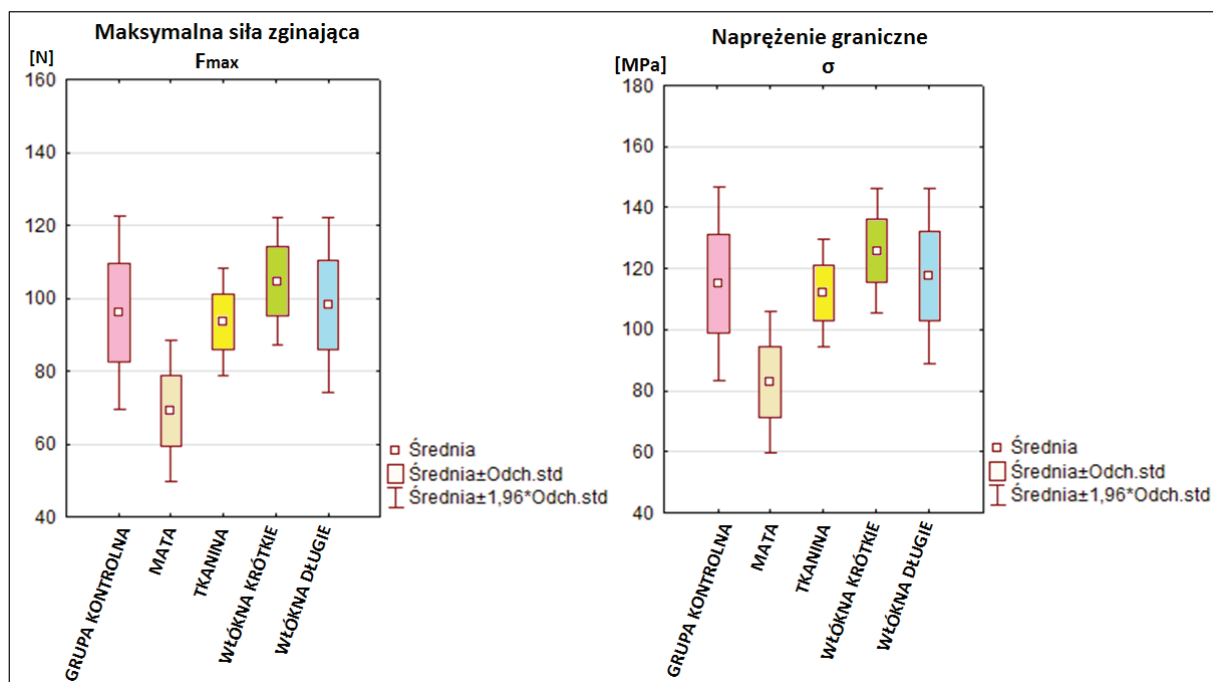 Maksymalna siła zginająca
[N]
Fmax
160
140
120
100
80
60
40
GRUPA KONTROLNA
MATA
TKANINA
WŁÓKNA KRÓTKIE
WŁÓKNA DŁUGIE
Średnia
Średnia±Odch.std
Średnia±1,96*Odch.std
Naprężenie graniczne
[MPa]
σ
180
160
140
120
100
80
60
40
GRUPA KONTROLNA
MATA
TKANINA
WŁÓKNA KRÓTKIE
WŁÓKNA DŁUGIE
Średnia
Średnia±Odch.std
Średnia±1,96*Odch.std